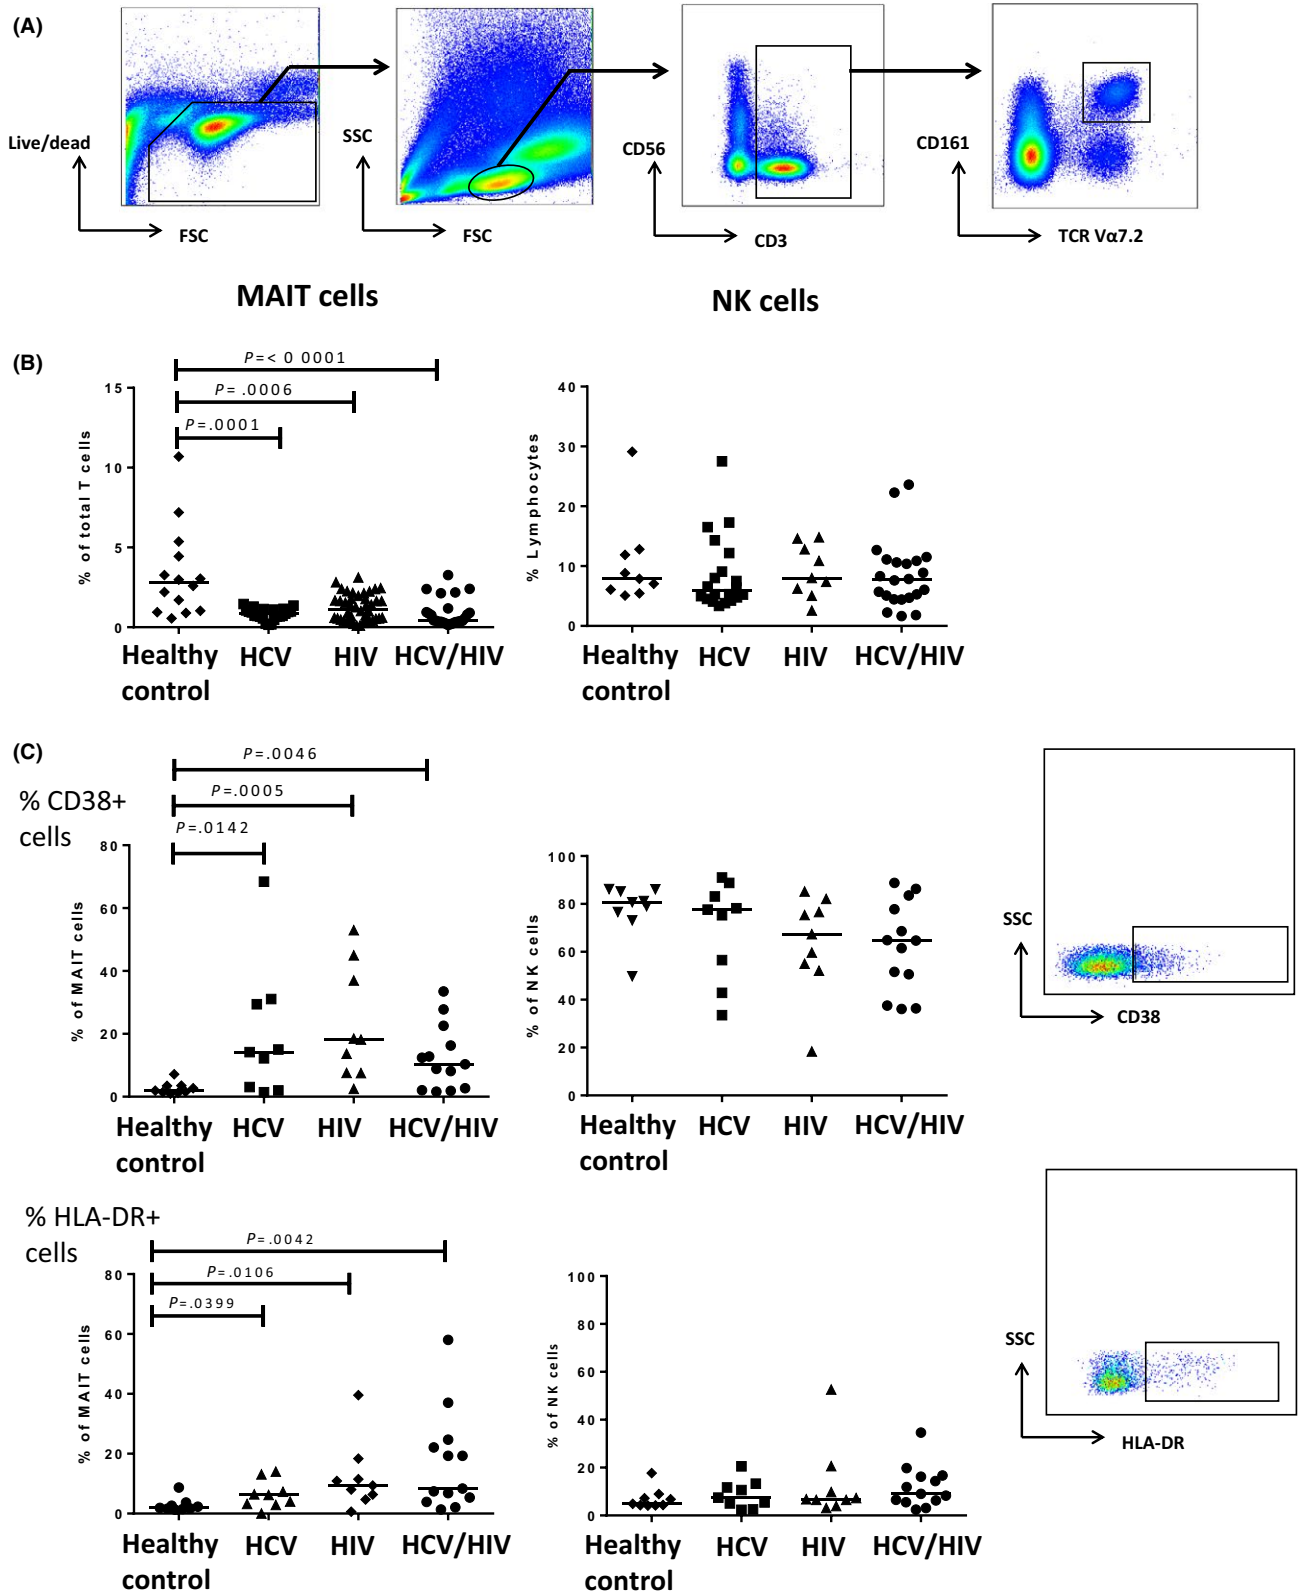 (A)
Live/dead
FSC
SSC
FSC
CD56
CD3
CD161
TCR Vα7.2
MAIT cells
NK cells
(B)
P=< 0 0001
P= .0006
P=.0001
15
10
5
0
% of total T cells
Healthy control
HCV
HIV
HCV/HIV
40
30
20
10
0
% Lymphocytes
Healthy control
HCV
HIV
HCV/HIV
(C)
% CD38+
cells
P=.0046
P=.0005
P=.0142
80
60
40
20
0
% of MAIT cells
Healthy control
HCV
HIV
HCV/HIV
100
80
60
40
20
0
% of NK cells
Healthy control
HCV
HIV
HCV/HIV
SSC
CD38
% HLA-DR+
cells
P=.0042
P=.0106
P=.0399
80
60
40
20
0
% of MAIT cells
Healthy control
HCV
HIV
HCV/HIV
100
80
60
40
20
0
% of NK cells
Healthy control
HCV
HIV
HCV/HIV
SSC
HLA-DR